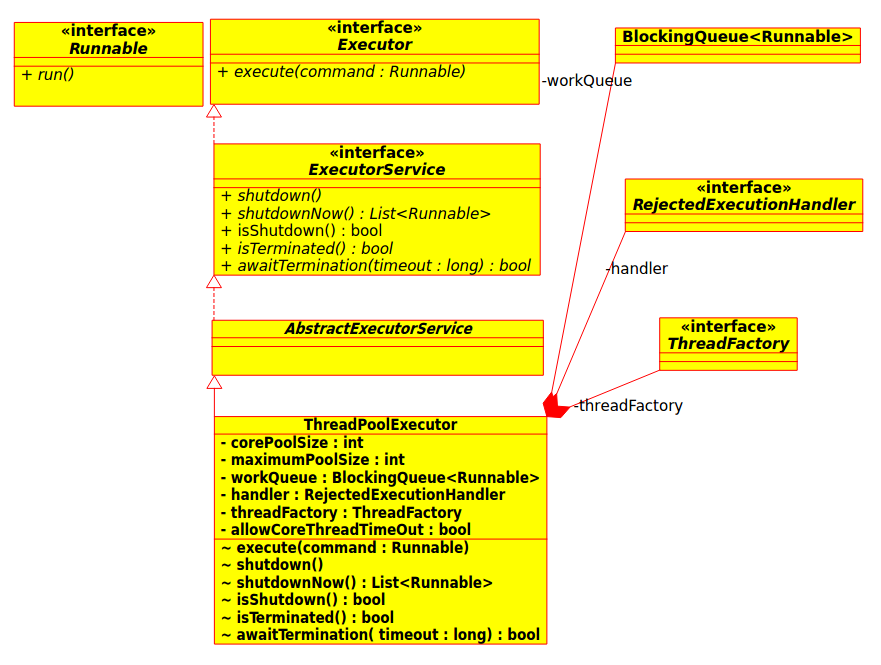 «interface»
Runnable
+ run()
«interface»
Executor
+ execute(command : Runnable)
BlockingQueue<Runnable>
-workQueue
«interface»
ExecutorService
+ shutdown()
+ shutdownNow() : List<Runnable>
+ isShutdown() : bool
+ isTerminated() : bool
+ awaitTermination(timeout : long) : bool
«interface»
RejectedExecutionHandler
-handler
AbstractExecutorService
«interface»
ThreadFactory
-threadFactory
ThreadPoolExecutor
- corePoolSize : int
- maximumPoolSize : int
- workQueue : BlockingQueue<Runnable>
- handler : RejectedExecutionHandler
- threadFactory : ThreadFactory
- allowCoreThreadTimeOut : bool
~ execute(command : Runnable)
~ shutdown()
~ shutdownNow() : List<Runnable>
~ isShutdown() : bool
~ isTerminated() : bool
~ awaitTermination( timeout : long) : bool